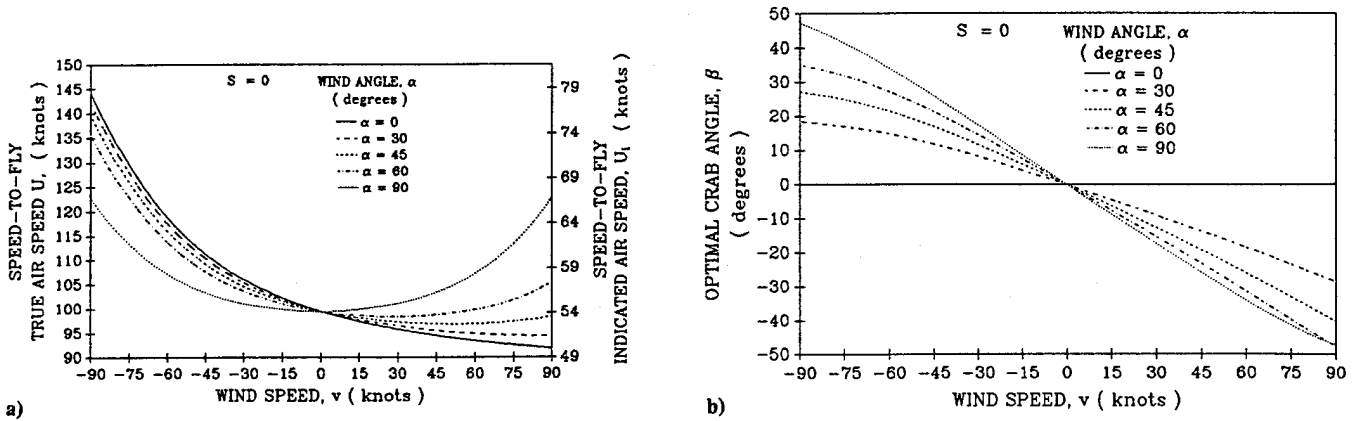 S = 0
WIND ANGLE, α
( degrees )
α = 0
α = 30
α = 45
α = 60
α = 90
SPEED-TO-FLY
TRUE AIR SPEED U, ( knots )
150
145
140
135
130
125
120
115
110
105
100
95
90
79
74
69
64
59
54
49
SPEED-TO-FLY
INDICATED AIR SPEED, Ui ( knots )
-90 -75 -60 -45 -30 -15 0 15 30 45 60 75 90
WIND SPEED, v ( knots )
a)
S = 0
WIND ANGLE, α
( degrees )
α = 0
α = 30
α = 45
α = 60
α = 90
OPTIMAL CRAB ANGLE, β
( degrees )
50
40
30
20
10
0
-10
-20
-30
-40
-50
-90 -75 -60 -45 -30 -15 0 15 30 45 60 75 90
WIND SPEED, v ( knots )
b)